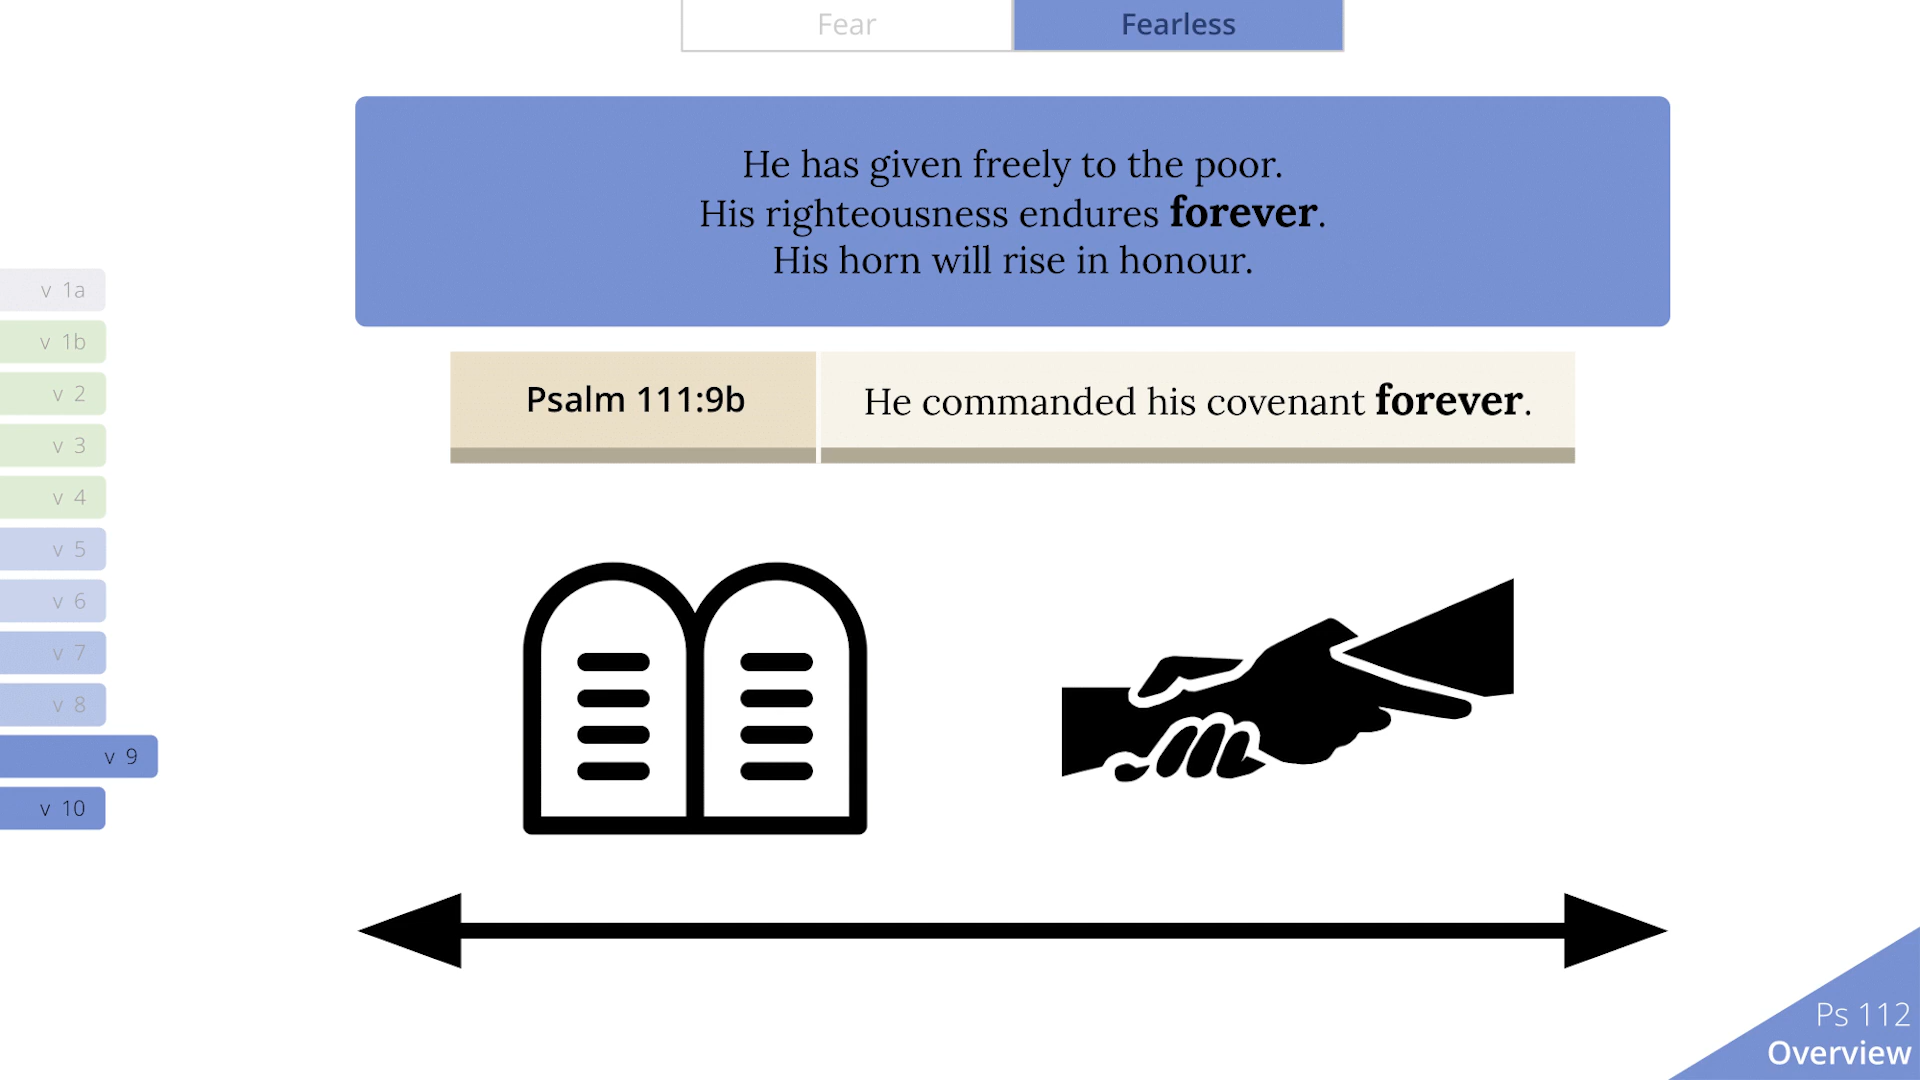 Fear
Fearless
He has given freely to the poor.
His righteousness endures forever.
His horn will rise in honour.
Psalm 111:9b
He commanded his covenant forever.
v 1a
v 1b
v 2
v 3
v 4
v 5
v 6
v 7
v 8
v 9
v 10
Ps 112
Overview